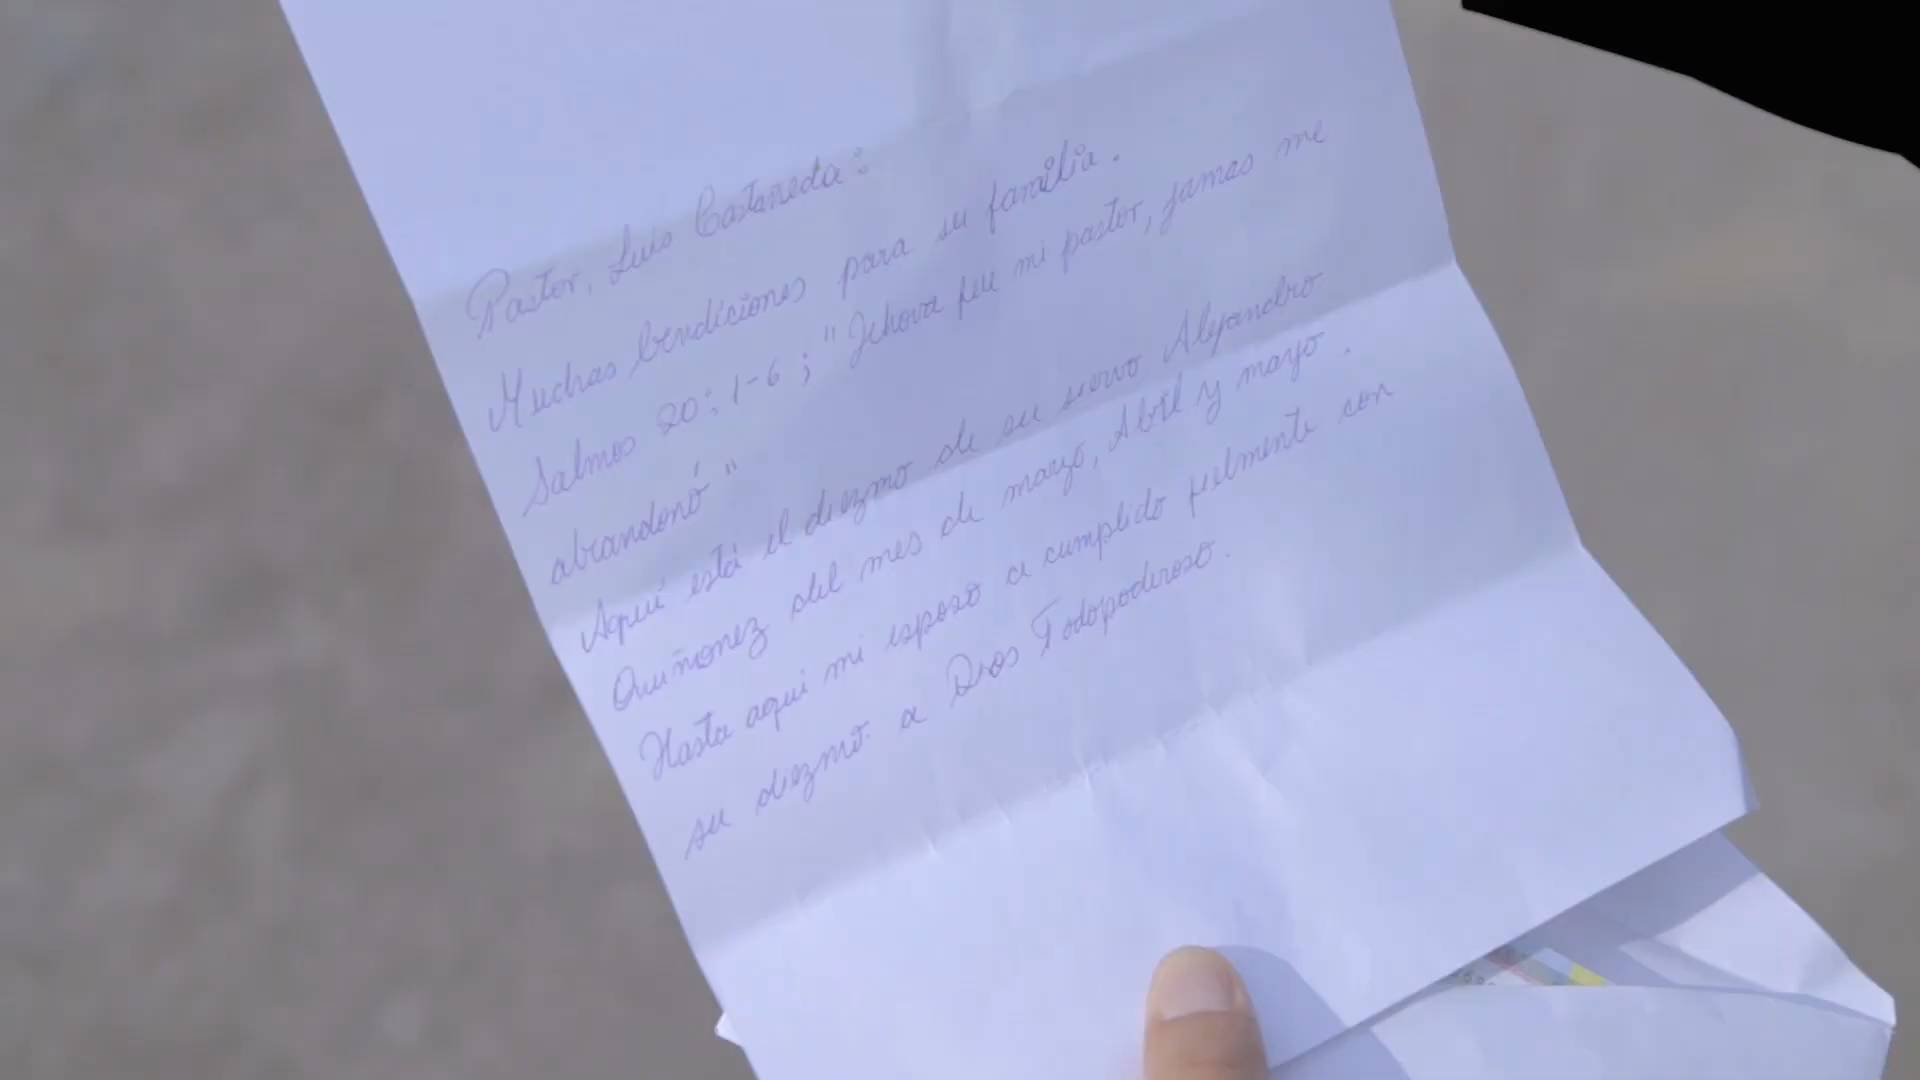 Pastor, Luis Castañeda:
Muchas bendiciones para su familia.
Salmos 20:1-6; "Jehova fue mi pastor, jamas me
abandonó"
Aquí está el diezmo de su siervo Alejandro
Quiñonez del mes de marzo, Abril y mayo.
Hasta aqui mi esposo a cumplido fielmente con
su diezmo a Dios Todopoderoso.